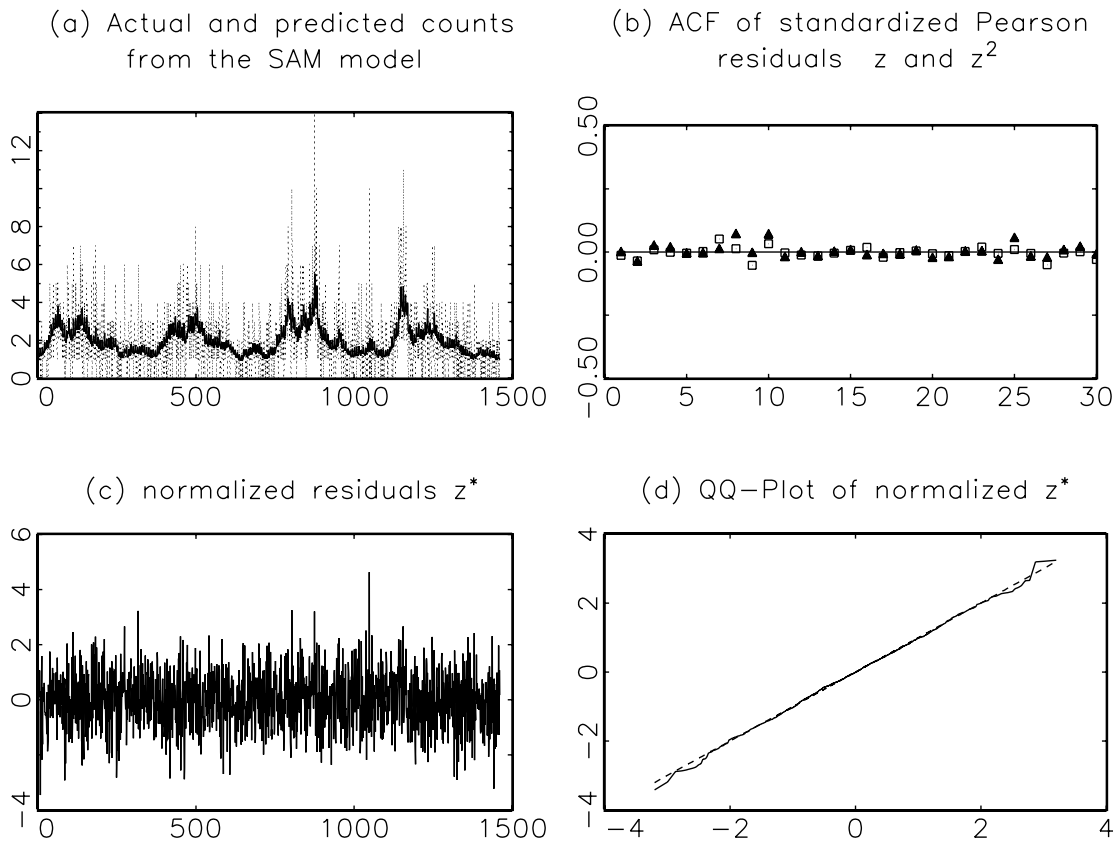 (a) Actual and predicted counts
from the SAM model
(b) ACF of standardized Pearson
residuals z and z²
0 2 4 6 8 12
0 500 1000 1500
−0.50 0.00 0.50
0 5 10 15 20 25 30
(c) normalized residuals z*
(d) QQ−Plot of normalized z*
−4 0 2 4 6
0 500 1000 1500
−4 −2 0 2 4
−4 −2 0 2 4